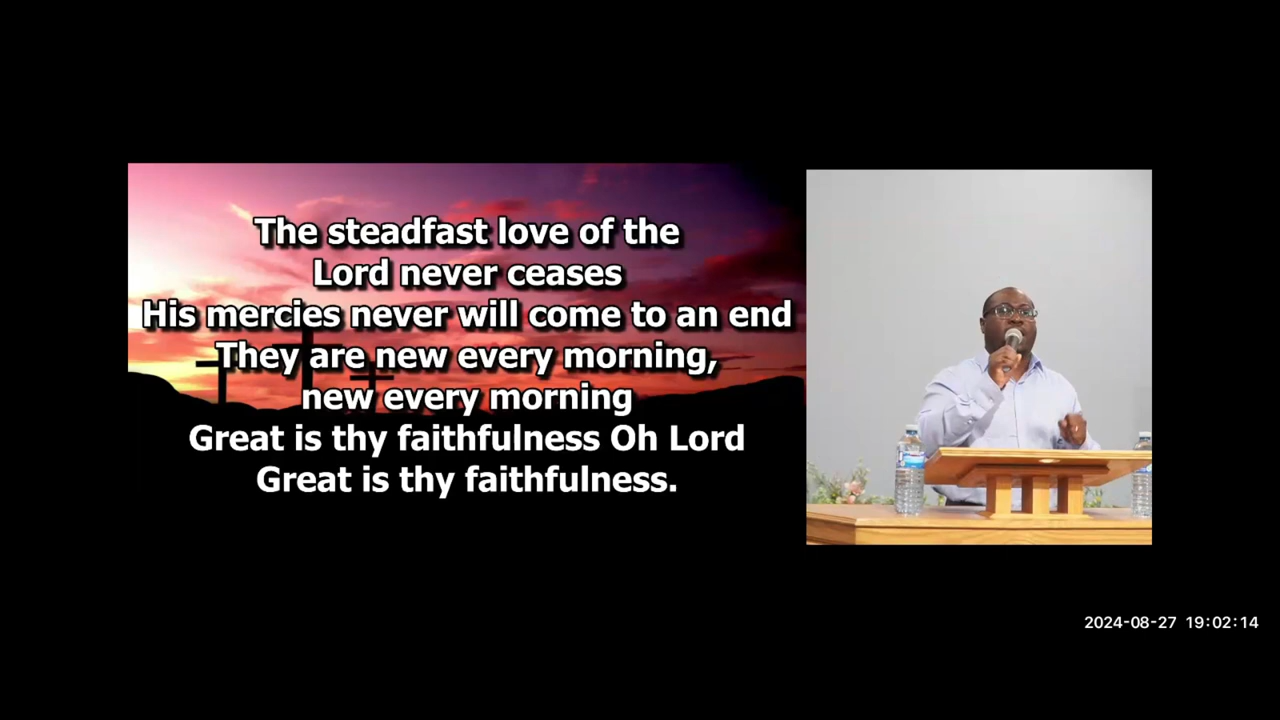 The steadfast love of the
Lord never ceases
His mercies never will come to an end
They are new every morning,
new every morning
Great is thy faithfulness Oh Lord
Great is thy faithfulness.
2024-08-27 19:02:14